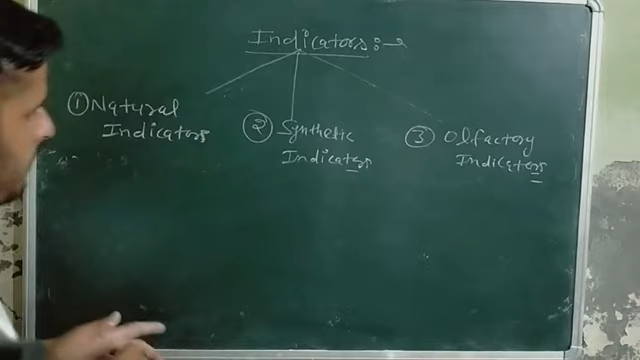 Indicators :→
① Natural
Indicators
② Synthetic
Indicators
③ Olfactory
Indicators